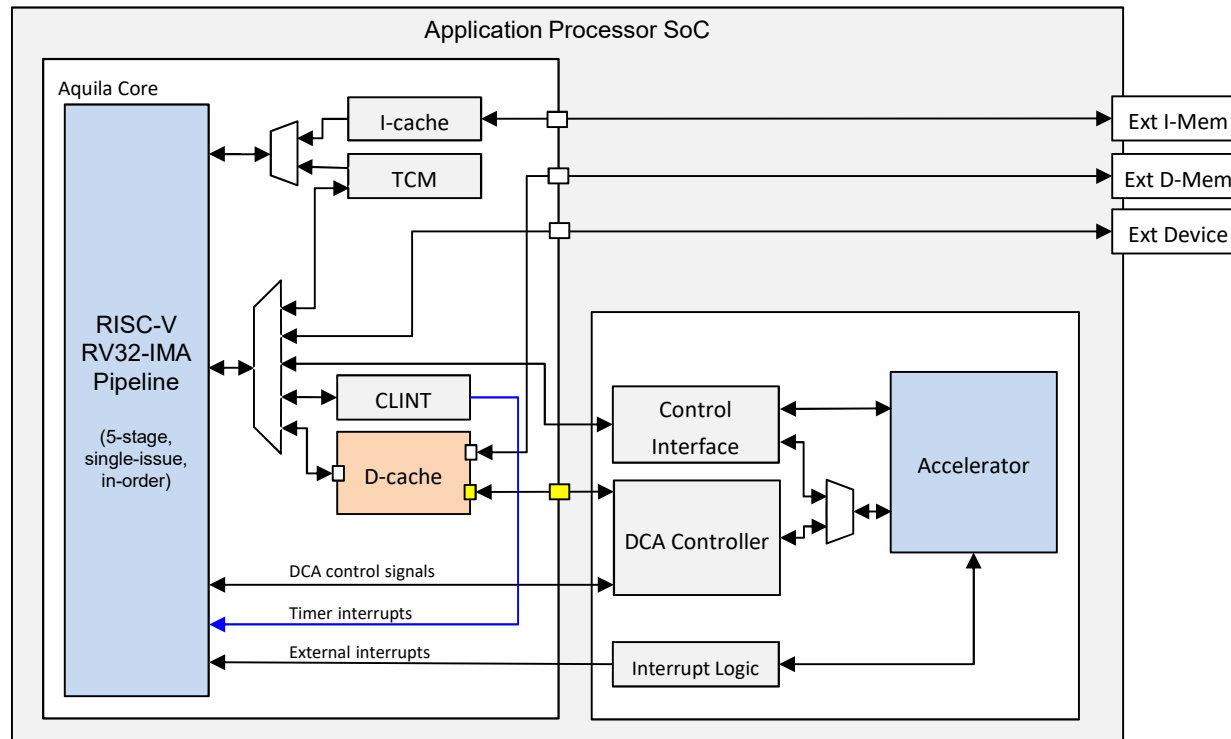 Application Processor SoC
Aquila Core
I-cache
TCM
Ext I-Mem
Ext D-Mem
Ext Device
RISC-V
RV32-IMA
Pipeline
(5-stage,
single-issue,
in-order)
CLINT
D-cache
Control
Interface
Accelerator
DCA Controller
DCA control signals
Timer interrupts
External interrupts
Interrupt Logic